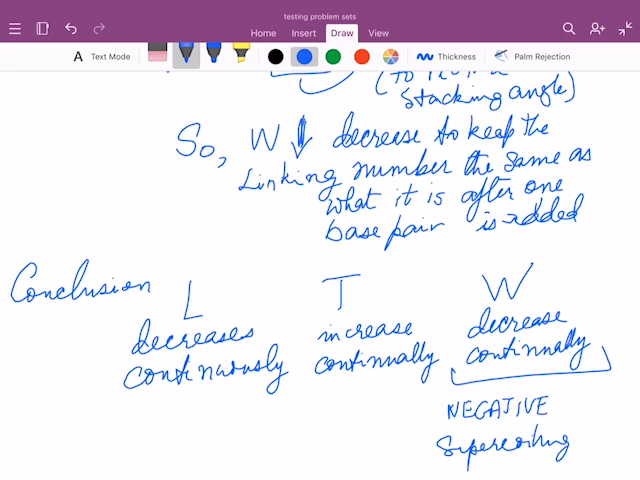 testing problem sets
Home Insert Draw View
A Text Mode Thickness Palm Rejection
stacking angle)
So, W ↓ decrease to keep the
Linking number the same as
what it is after one
base pair is added
Conclusion L T W
decreases increase decrease
continuously continually continually
NEGATIVE
Supercoiling